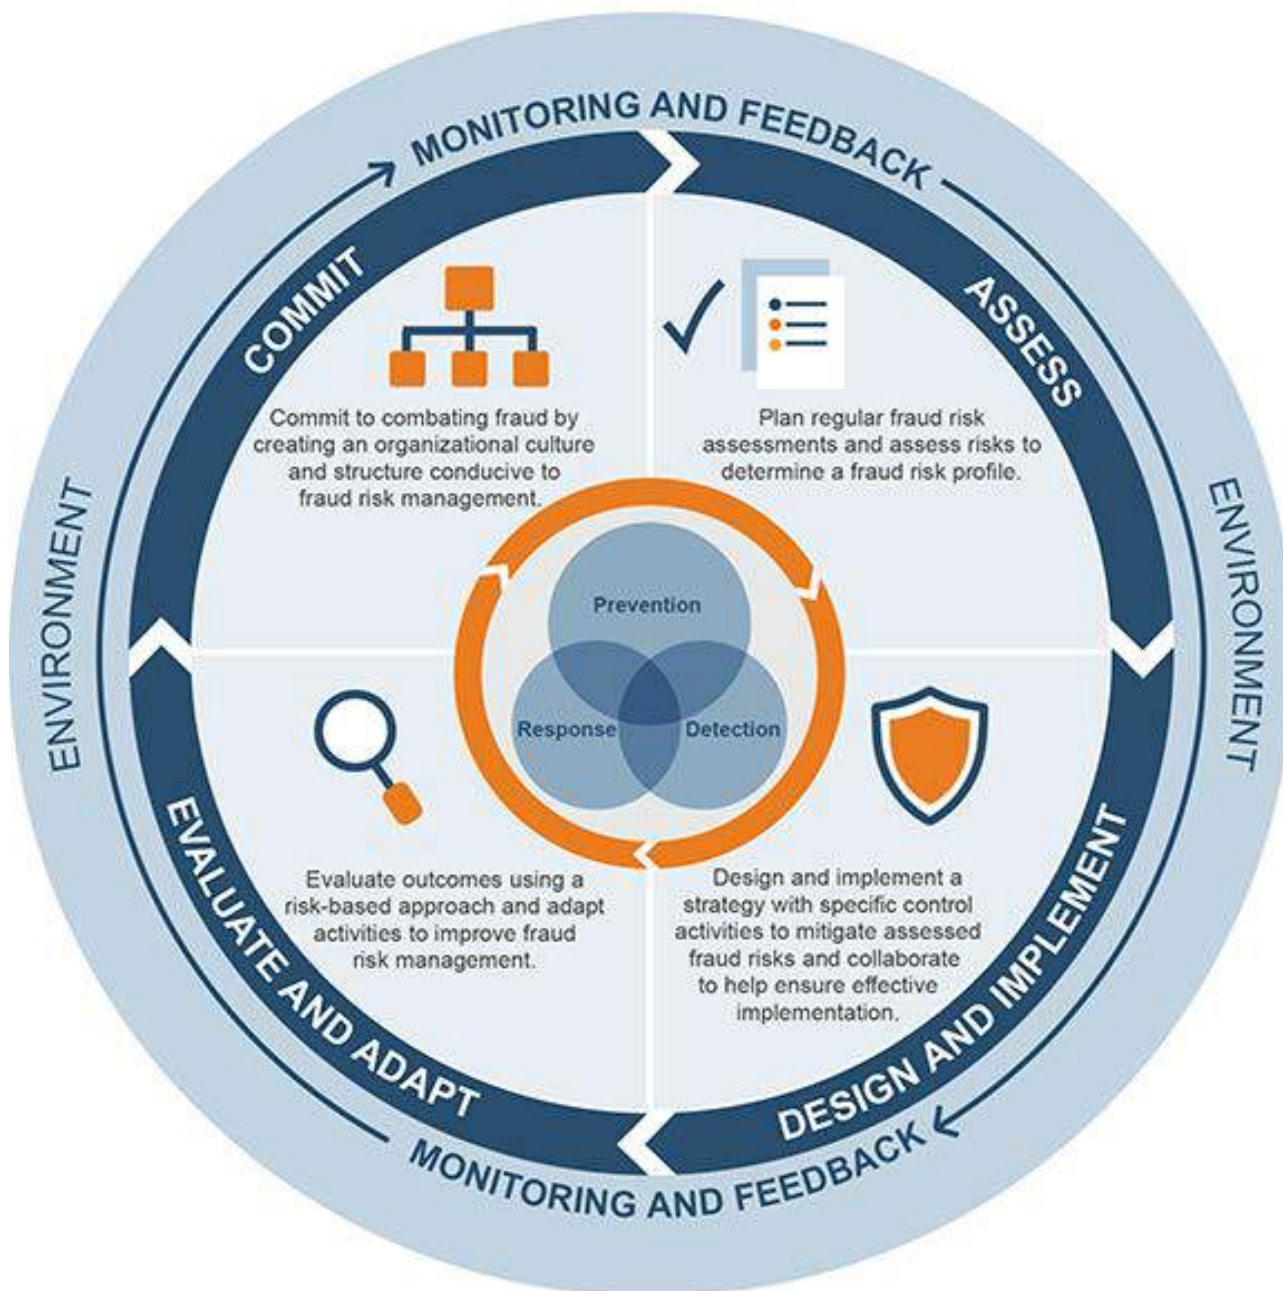 MONITORING AND FEEDBACK
COMMIT
ASSESS
Commit to combating fraud by
creating an organizational culture
and structure conducive to
fraud risk management.
Plan regular fraud risk
assessments and assess risks to
determine a fraud risk profile.
ENVIRONMENT
ENVIRONMENT
Prevention
Response
Detection
Evaluate outcomes using a
risk-based approach and adapt
activities to improve fraud
risk management.
Design and implement a
strategy with specific control
activities to mitigate assessed
fraud risks and collaborate
to help ensure effective
implementation.
EVALUATE AND ADAPT
DESIGN AND IMPLEMENT
MONITORING AND FEEDBACK